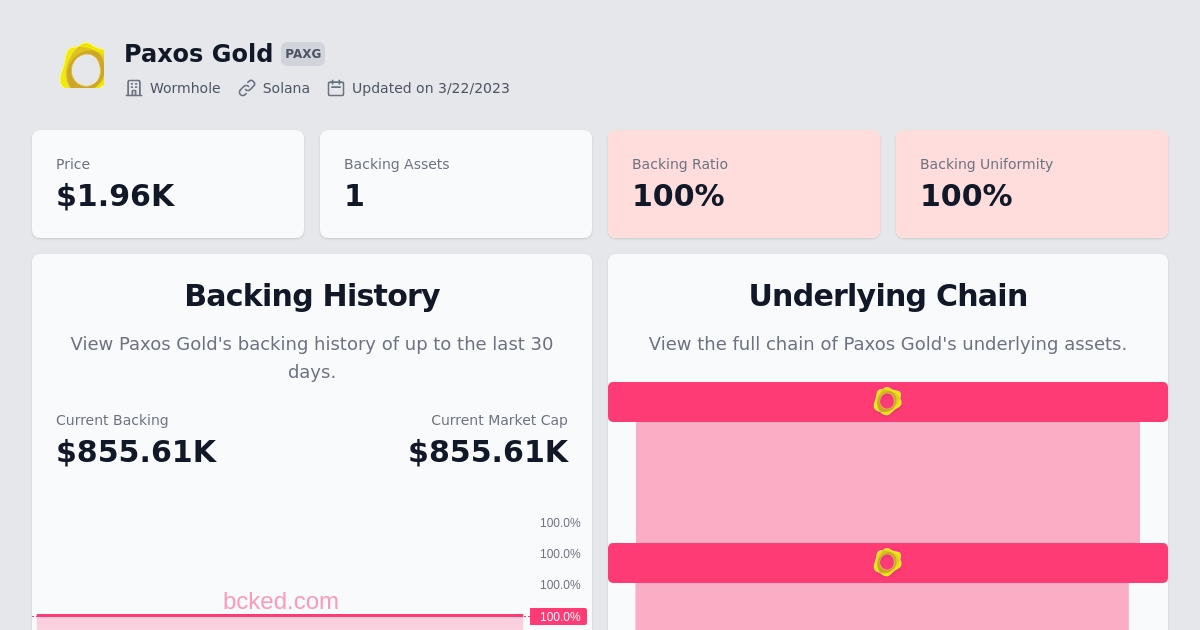 Paxos Gold PAXG
Wormhole Solana Updated on 3/22/2023
Price
$1.96K
Backing Assets
1
Backing Ratio
100%
Backing Uniformity
100%
Backing History
View Paxos Gold's backing history of up to the last 30
days.
Current Backing
$855.61K
Current Market Cap
$855.61K
100.0%
100.0%
100.0%
bcked.com
100.0%
Underlying Chain
View the full chain of Paxos Gold's underlying assets.